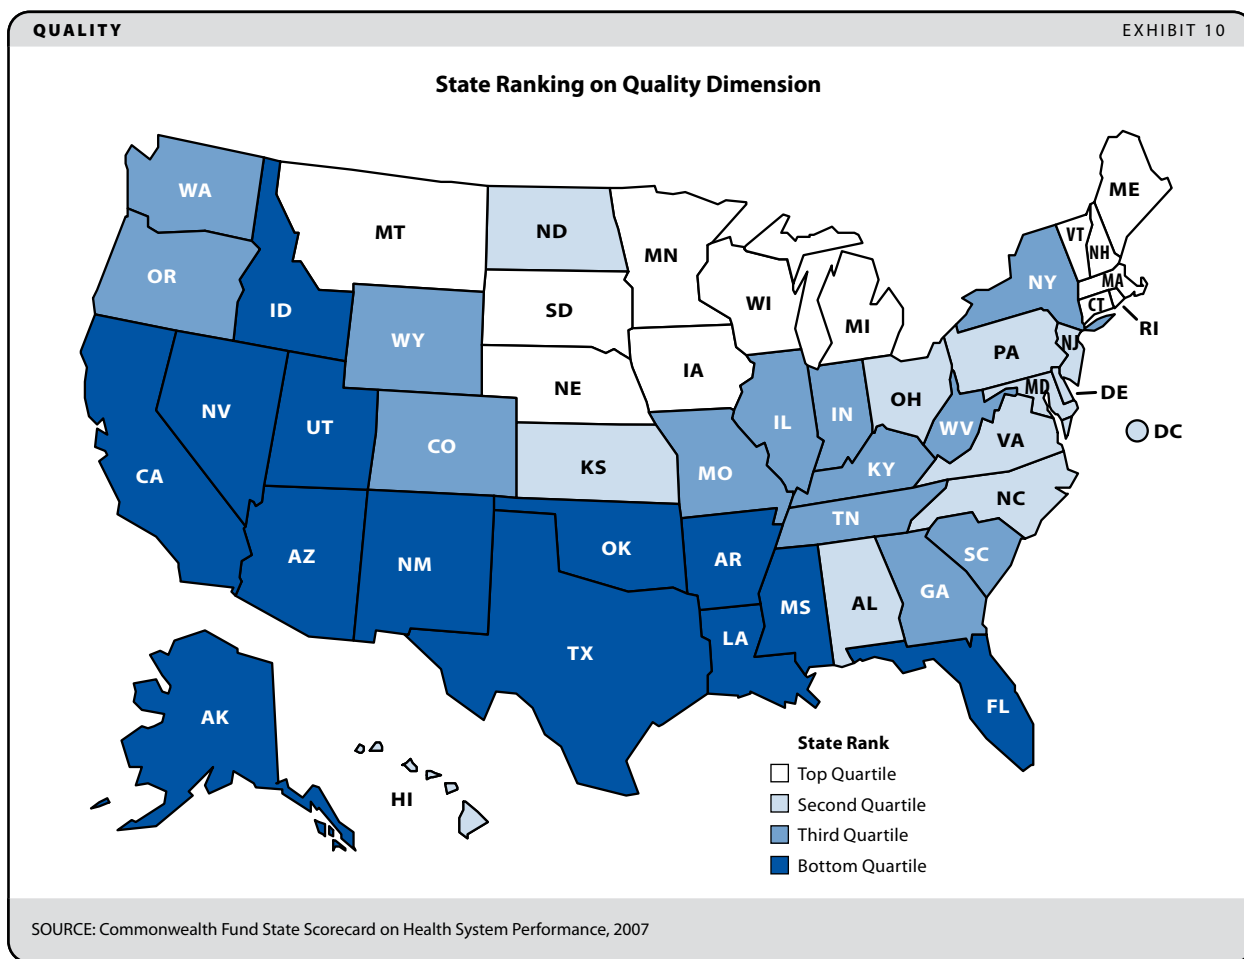 QUALITY
EXHIBIT 10
State Ranking on Quality Dimension
WA
MT
ND
MN
ME
VT
NH
OR
ID
SD
WI
MI
NY
MA
CT
RI
WY
IA
PA
NJ
NE
OH
MD
DE
NV
UT
CO
KS
MO
IL
IN
WV
VA
DC
CA
KY
NC
AZ
NM
OK
AR
TN
SC
MS
AL
GA
TX
LA
AK
FL
HI
State Rank
Top Quartile
Second Quartile
Third Quartile
Bottom Quartile
SOURCE: Commonwealth Fund State Scorecard on Health System Performance, 2007